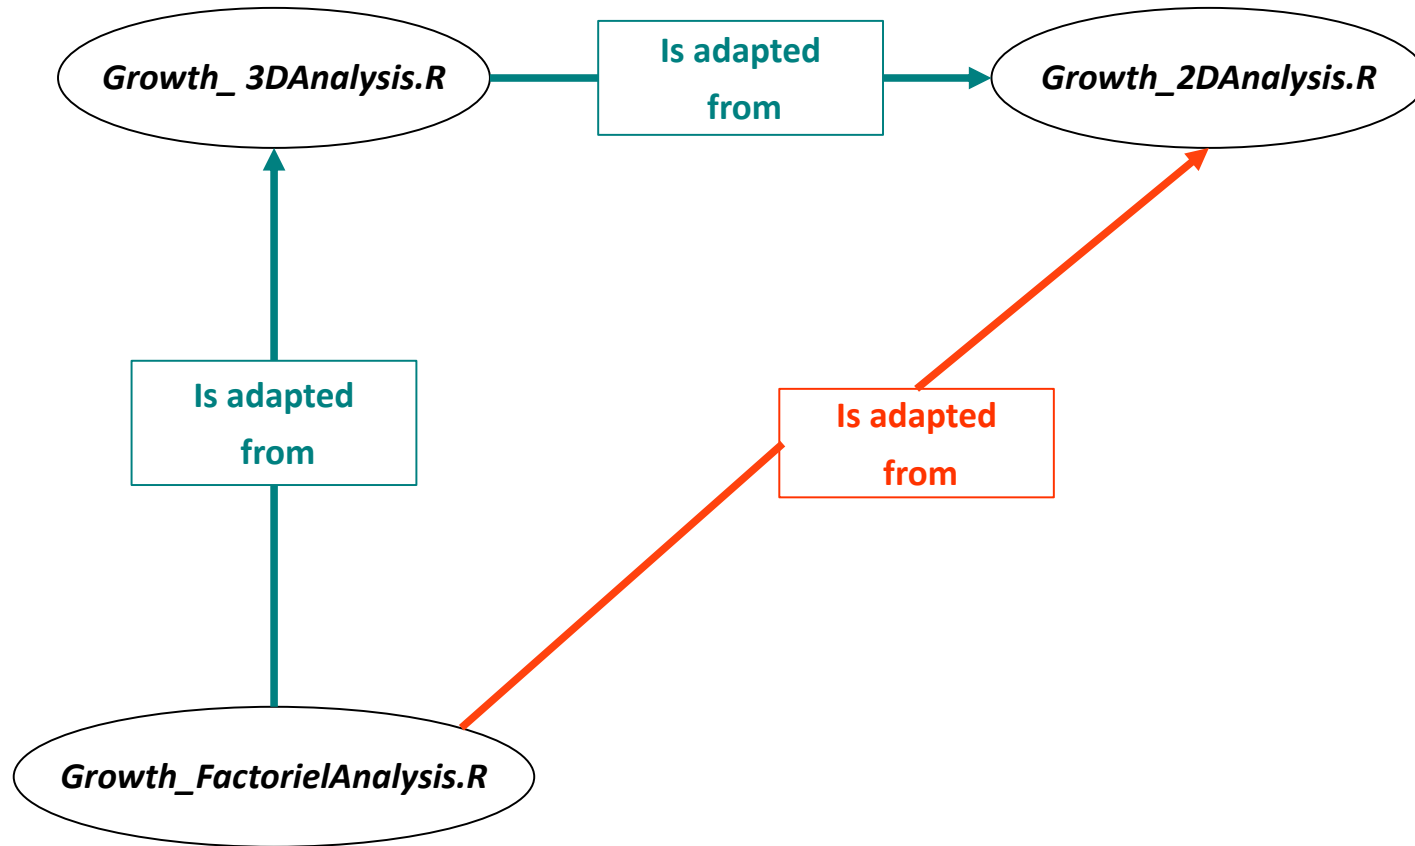 Growth_ 3DAnalysis.R
Is adapted
from
Growth_2DAnalysis.R
Is adapted
from
Is adapted
from
Growth_FactorielAnalysis.R